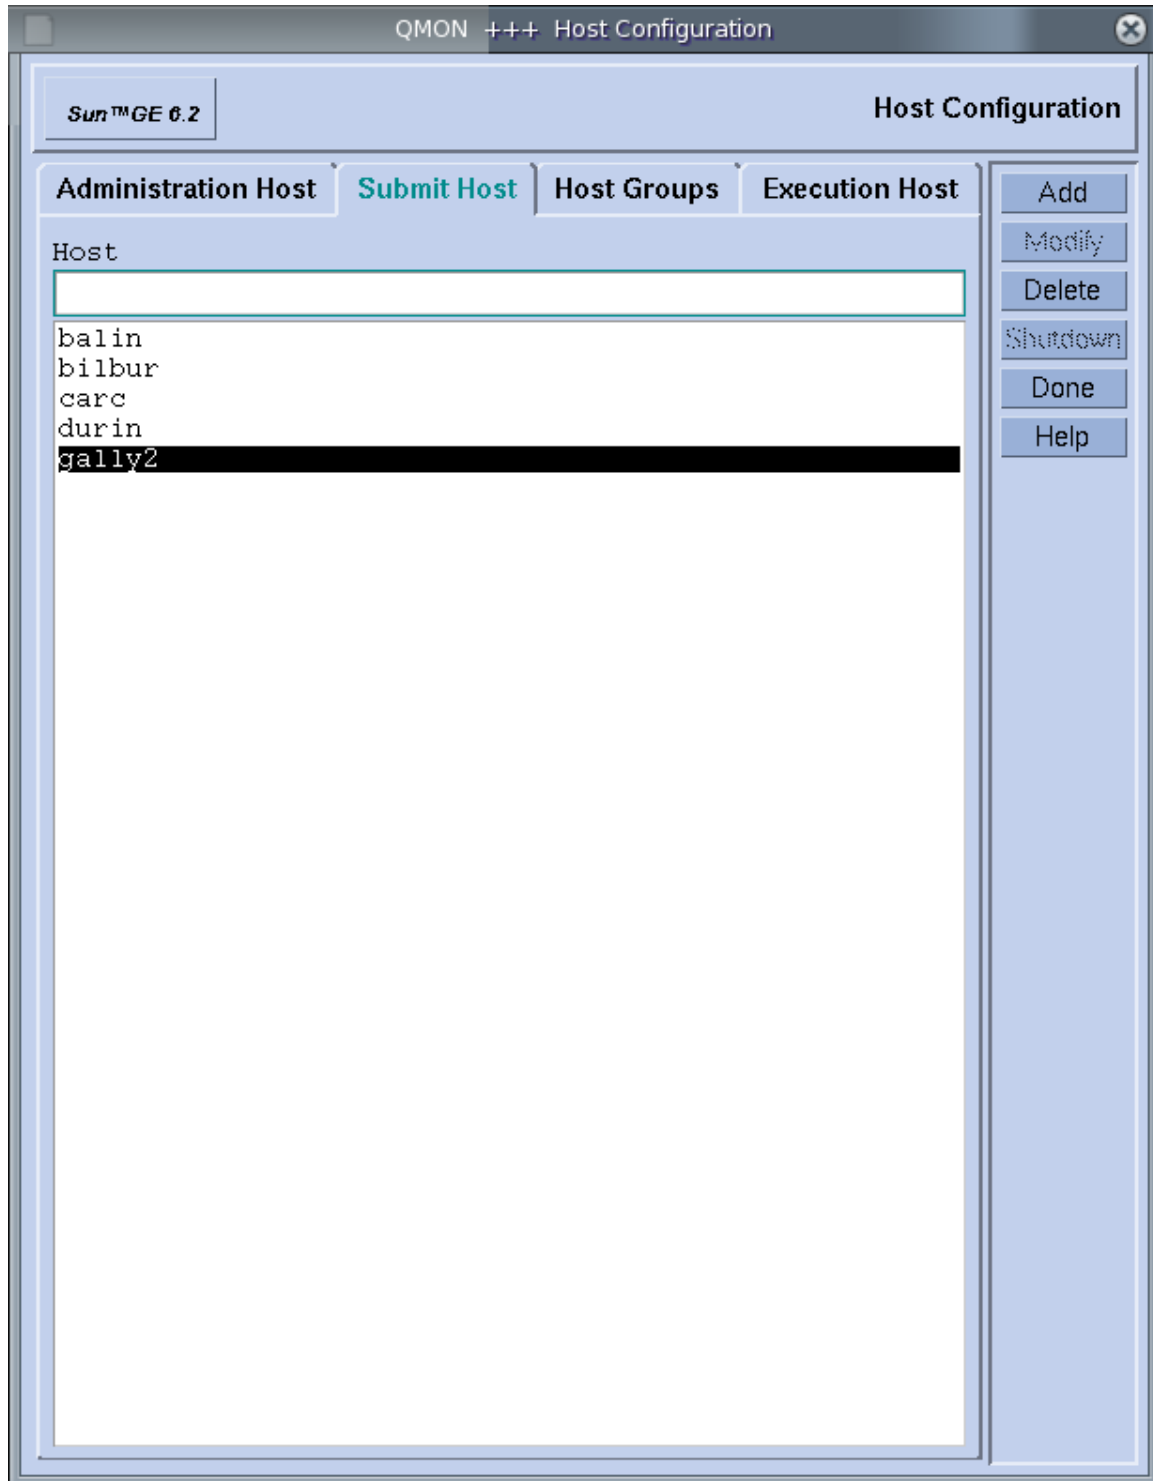 QMON +++ Host Configuration
Sun™GE 6.2
Host Configuration
Administration Host
Submit Host
Host Groups
Execution Host
Host
balin
bilbur
carc
durin
gally2
Add
Modify
Delete
Shutdown
Done
Help